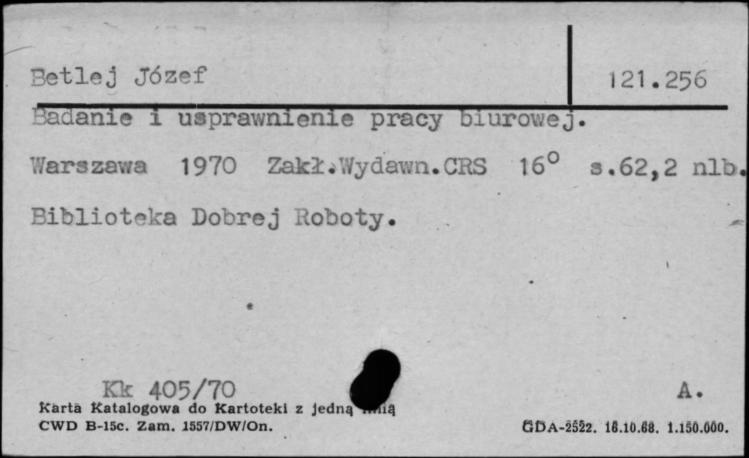 Betlej Józef 121.256
Badanie i usprawnienie pracy biurowej.
Warszawa 1970 Zakł.Wydawn.CRS 16° s.62,2 nlb.
Biblioteka Dobrej Roboty.
Kk 405/70 A.
Karta Katalogowa do Kartoteki z jedną
CWD B-15c. Zam. 1557/DW/On. GDA-2522. 16.10.68. 1.150.000.